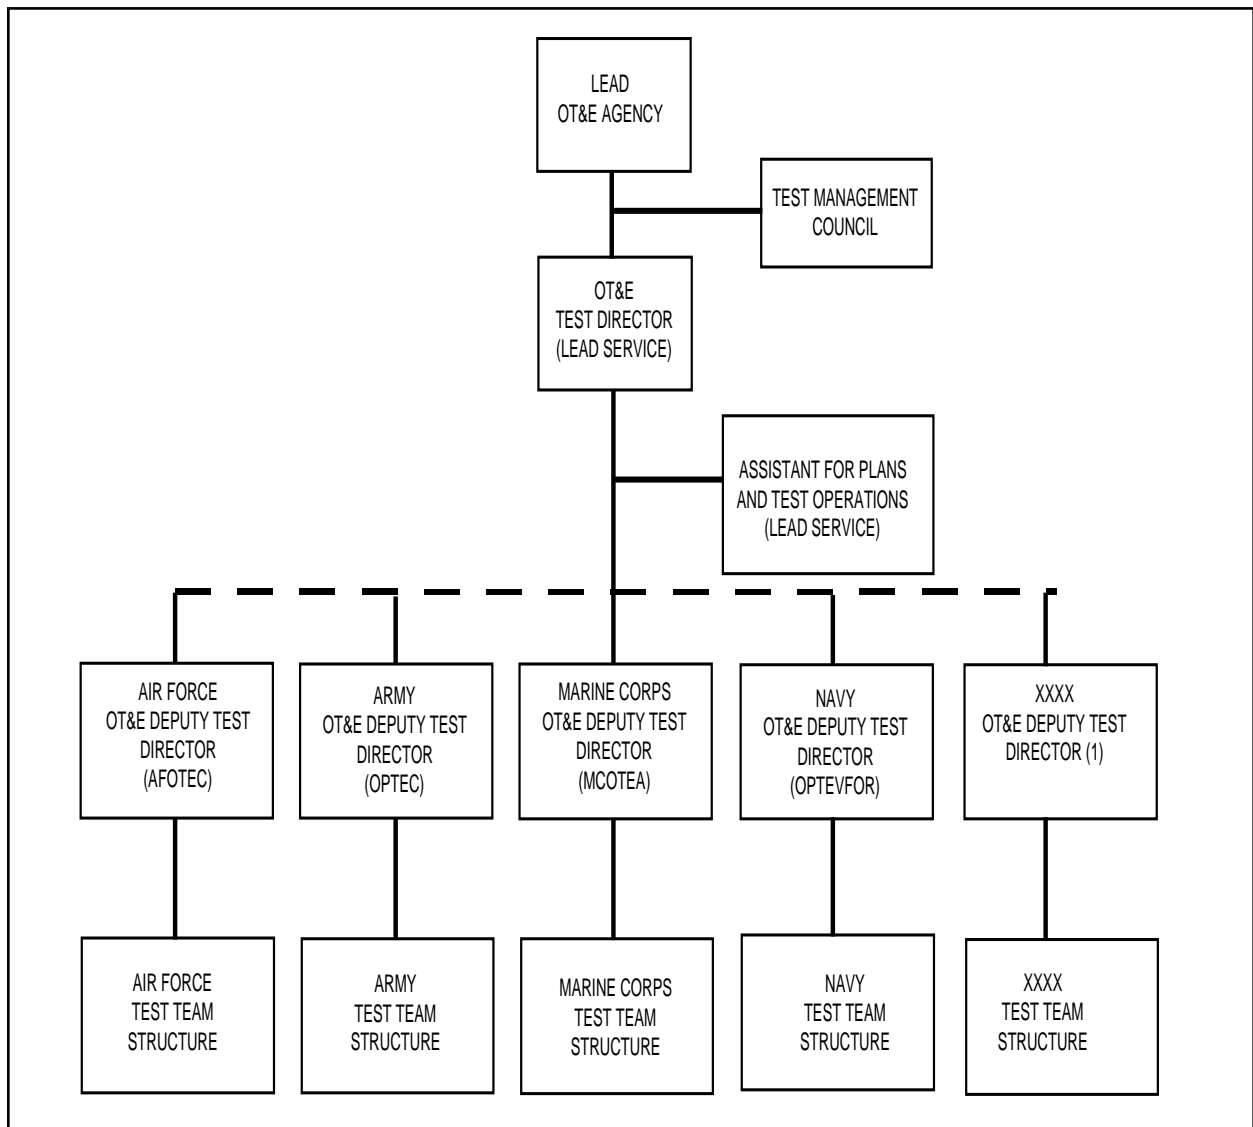 LEAD
OT&E AGENCY
TEST MANAGEMENT
COUNCIL
OT&E
TEST DIRECTOR
(LEAD SERVICE)
ASSISTANT FOR PLANS
AND TEST OPERATIONS
(LEAD SERVICE)
AIR FORCE
OT&E DEPUTY TEST
DIRECTOR
(AFOTEC)
ARMY
OT&E DEPUTY TEST
DIRECTOR
(OPTEC)
MARINE CORPS
OT&E DEPUTY TEST
DIRECTOR
(MCOTEA)
NAVY
OT&E DEPUTY TEST
DIRECTOR
(OPTEVFOR)
XXXX
OT&E DEPUTY TEST
DIRECTOR (1)
AIR FORCE
TEST TEAM
STRUCTURE
ARMY
TEST TEAM
STRUCTURE
MARINE CORPS
TEST TEAM
STRUCTURE
NAVY
TEST TEAM
STRUCTURE
XXXX
TEST TEAM
STRUCTURE